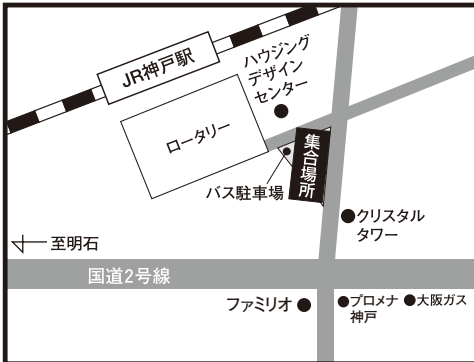 JR神戸駅
ハウジング
デザイン
センター
ロータリー
集合場所
バス駐車場
クリスタル
タワー
至明石
国道2号線
ファミリオ
プロメナ
神戸
大阪ガス